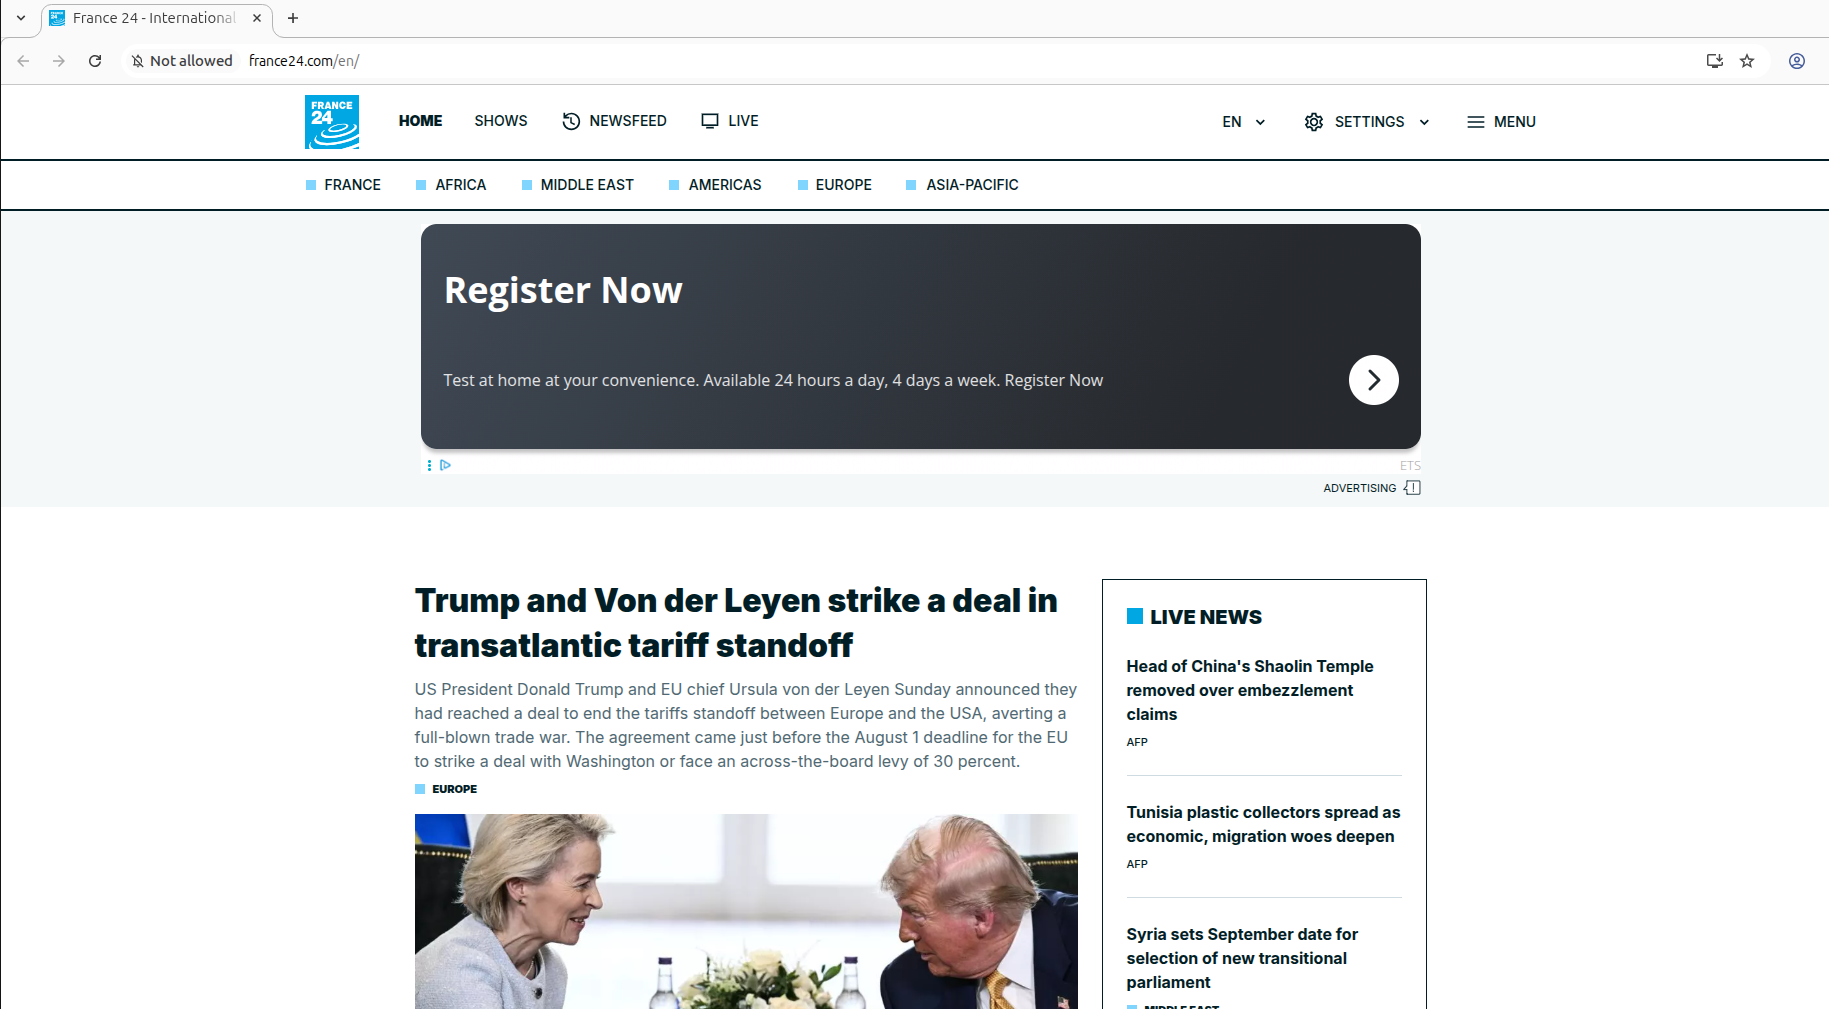 France 24 - International
Not allowed
france24.com/en/
FRANCE
24
HOME
SHOWS
NEWSFEED
LIVE
EN
SETTINGS
MENU
FRANCE
AFRICA
MIDDLE EAST
AMERICAS
EUROPE
ASIA-PACIFIC
Register Now
Test at home at your convenience. Available 24 hours a day, 4 days a week. Register Now
ETS
ADVERTISING
Trump and Von der Leyen strike a deal in
transatlantic tariff standoff
US President Donald Trump and EU chief Ursula von der Leyen Sunday announced they
had reached a deal to end the tariffs standoff between Europe and the USA, averting a
full-blown trade war. The agreement came just before the August 1 deadline for the EU
to strike a deal with Washington or face an across-the-board levy of 30 percent.
EUROPE
LIVE NEWS
Head of China's Shaolin Temple
removed over embezzlement
claims
AFP
Tunisia plastic collectors spread as
economic, migration woes deepen
AFP
Syria sets September date for
selection of new transitional
parliament
MIDDLE EAST